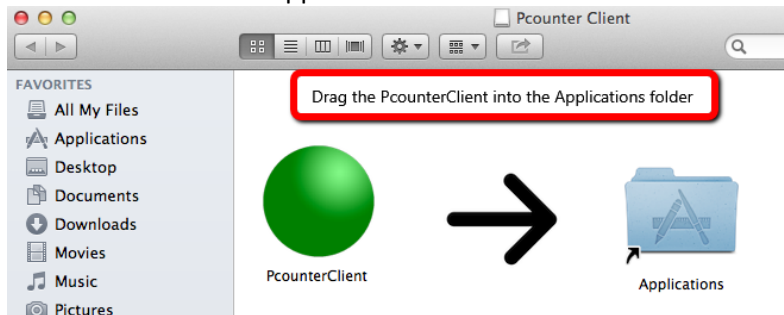 Pcounter Client
FAVORITES
All My Files
Applications
Desktop
Documents
Downloads
Movies
Music
Pictures
Drag the PcounterClient into the Applications folder
PcounterClient
Applications